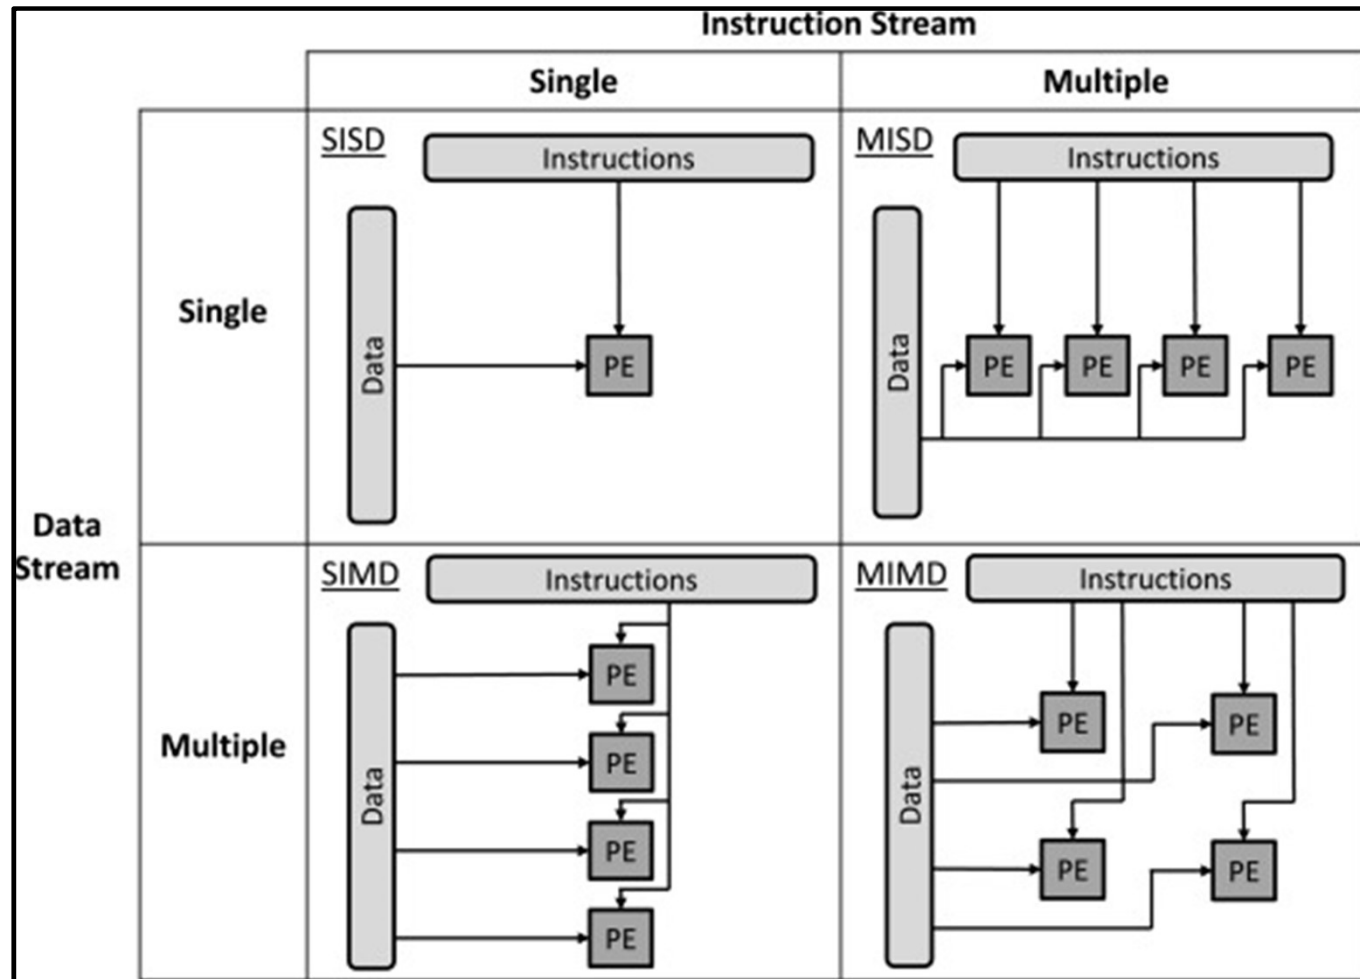 Instruction Stream
Single
Multiple
SISD
Instructions
Data
PE
MISD
Instructions
Data
PE
PE
PE
PE
Single
Data
Stream
Multiple
SIMD
Instructions
Data
PE
PE
PE
PE
MIMD
Instructions
Data
PE
PE
PE
PE